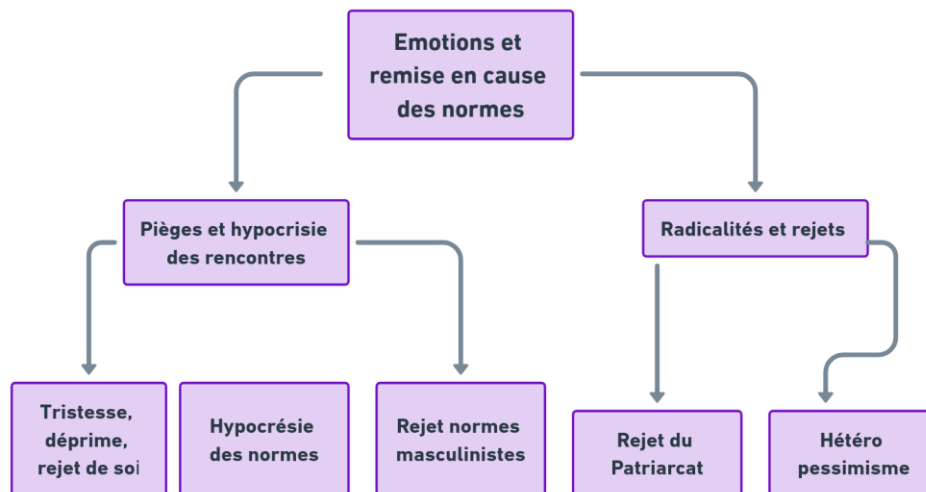 Emotions et
remise en cause
des normes
Pièges et hypocrisie
des rencontres
Radicalités et rejets
Tristesse,
déprime,
rejet de soi
Hypocrésie
des normes
Rejet normes
masculinistes
Rejet du
Patriarcat
Hétéro
pessimisme